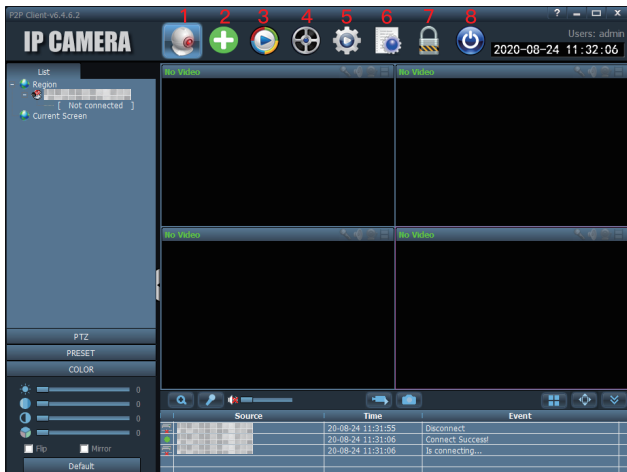 P2P Client-v6.4.6.2
?
IP CAMERA
1 2 3 4 5 6 7 8
Users: admin
2020-08-24 11:32:06
List
Region
[ Not connected ]
Current Screen
No Video
No Video
No Video
No Video
PTZ
PRESET
COLOR
0
0
0
0
Flip Mirror
Default
Source Time Event
20-08-24 11:31:55 Disconnect
20-08-24 11:31:06 Connect Success!
20-08-24 11:31:06 Is connecting...